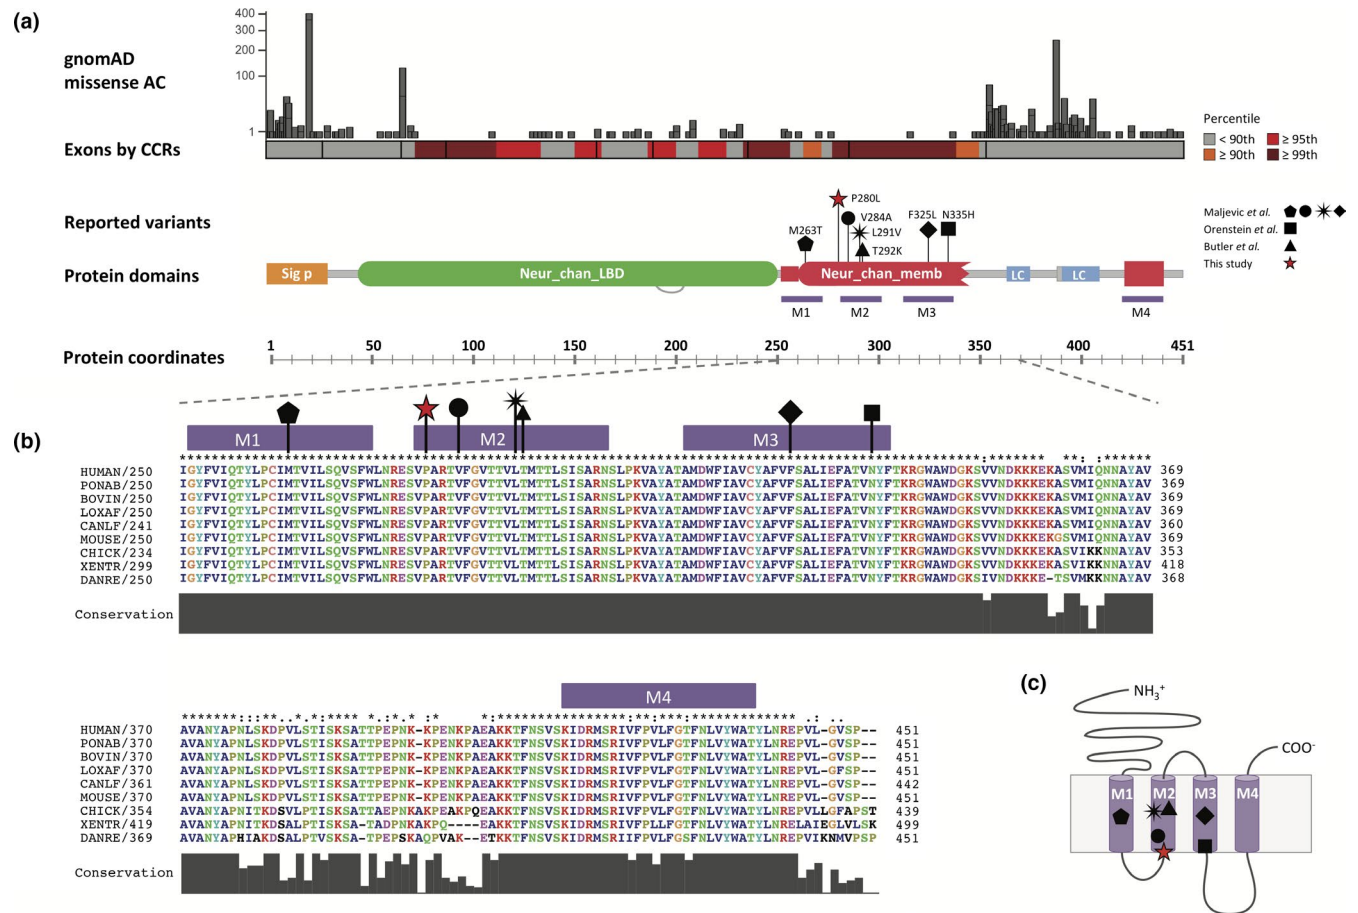 (a)
gnomAD
missense AC
400
300
200
100
1
Exons by CCRs
Percentile
< 90th
≥ 95th
≥ 90th
≥ 99th
Reported variants
P280L
V284A
L291V
T292K
M263T
F325L
N335H
Maljevic et al.
Orenstein et al.
Butler et al.
This study
Protein domains
Sig p
Neur_chan_LBD
Neur_chan_memb
LC
LC
M1
M2
M3
M4
Protein coordinates
1 50 100 150 200 250 300 350 400 451
(b)
M1
M2
M3
HUMAN/250 IGYFVIQTYLPCIMTVILSQVSFWLNRESVPARTVFGVTTVLTMTTLSISARNSLPKVAYATAMDWFIAVCYAFVFSALIEFATVNYFTKRGWAWDGKSVVNDKKKEKASVMIQNNAYAV 369
PONAB/250 IGYFVIQTYLPCIMTVILSQVSFWLNRESVPARTVFGVTTVLTMTTLSISARNSLPKVAYATAMDWFIAVCYAFVFSALIEFATVNYFTKRGWAWDGKSVVNDKKKEKASVMIQNNAYAV 369
BOVIN/250 IGYFVIQTYLPCIMTVILSQVSFWLNRESVPARTVFGVTTVLTMTTLSISARNSLPKVAYATAMDWFIAVCYAFVFSALIEFATVNYFTKRGWAWDGKSVVNDKKKEKASVMIQNNAYAV 369
LOXAF/250 IGYFVIQTYLPCIMTVILSQVSFWLNRESVPARTVFGVTTVLTMTTLSISARNSLPKVAYATAMDWFIAVCYAFVFSALIEFATVNYFTKRGWAWDGKSVVNDKKKEKASVMIQNNAYAV 369
CANLF/241 IGYFVIQTYLPCIMTVILSQVSFWLNRESVPARTVFGVTTVLTMTTLSISARNSLPKVAYATAMDWFIAVCYAFVFSALIEFATVNYFTKRGWAWDGKSVVNDKKKEKASVMIQNNAYAV 360
MOUSE/250 IGYFVIQTYLPCIMTVILSQVSFWLNRESVPARTVFGVTTVLTMTTLSISARNSLPKVAYATAMDWFIAVCYAFVFSALIEFATVNYFTKRGWAWDGKSVVNDKKKEKGSVMIQNNAYAV 369
CHICK/234 IGYFVIQTYLPCIMTVILSQVSFWLNRESVPARTVFGVTTVLTMTTLSISARNSLPKVAYATAMDWFIAVCYAFVFSALIEFATVNYFTKRGWAWDGKSVVNDKKKEKASVIKKNNAYAV 353
XENTR/299 IGYFVIQTYLPCIMTVILSQVSFWLNRESVPARTVFGVTTVLTMTTLSISARNSLPKVAYATAMDWFIAVCYAFVFSALIEFATVNYFTKRGWAWDGKSVVNDKKKEKASVIKKNNAYAV 418
DANRE/250 IGYFVIQTYLPCIMTVILSQVSFWLNRESVPARTVFGVTTVLTMTTLSISARNSLPKVAYATAMDWFIAVCYAFVFSALIEFATVNYFTKRGWAWDGKSIVNDKKKE-TSVMKKNNAYAV 368
Conservation
M4
HUMAN/370 AVANYAPNLSKDPVLSTISKSATTPEPNK-KPENKPAEAKKTFNSVSKIDRMSRIVFPVLFGTFNLVYWATYLNREPVL-GVSP-- 451
PONAB/370 AVANYAPNLSKDPVLSTISKSATTPEPNK-KPENKPAEAKKTFNSVSKIDRMSRIVFPVLFGTFNLVYWATYLNREPVL-GVSP-- 451
BOVIN/370 AVANYAPNLSKDPVLSTISKSATTPEPNK-KPENKPAEAKKTFNSVSKIDRMSRIVFPVLFGTFNLVYWATYLNREPVL-GVSP-- 451
LOXAF/370 AVANYAPNLSKDPVLSTISKSATTPEPNK-KPENKPAEAKKTFNSVSKIDRMSRIVFPVLFGTFNLVYWATYLNREPVL-GVSP-- 451
CANLF/361 AVANYAPNLSKDPVLSTISKSATTPEPNK-KPENKPAEAKKTFNSVSKIDRMSRIVFPVLFGTFNLVYWATYLNREPVL-GVSP-- 442
MOUSE/370 AVANYAPNLSKDPVLSTISKSATTPEPNK-KPENKPAEAKKTFNSVSKIDRMSRIVFPVLFGTFNLVYWATYLNREPVL-GVSP-- 451
CHICK/354 AVANYAPNITKDSVLSTISKSATTAEPNK-KPEAKPQEAKKTFNSVSKIDRMSRIVFPVLFGTFNLVYWATYLNREPVLLGFAPST 439
XENTR/419 AVANYAPNITKDSALPTISKSA-TADPNK-KAKPQ----EAKKTFNSVSKIDRMSRIIFPLLFGTFNLVYWATYLNRELAIEGLVLSK 499
DANRE/369 AVANYAPHIAKDSALPTVSKSA-TAPEPSKAQPVAK--ETKKTFNSVSKIDRMSRIVFPVLFGSFNLVYWATYLNREPVIKNMVPSP 451
Conservation
(c)
NH₃⁺
COO⁻
M1
M2
M3
M4